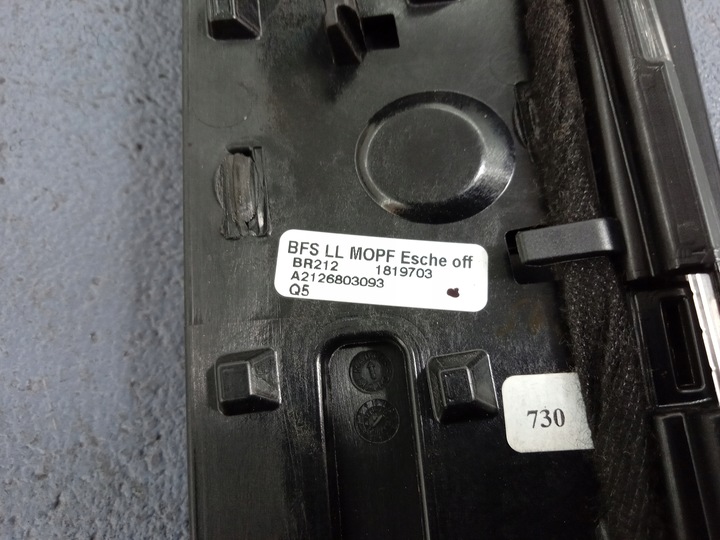 BFS LL MOPF Esche off
BR212 1819703
A2126803093
Q5
730